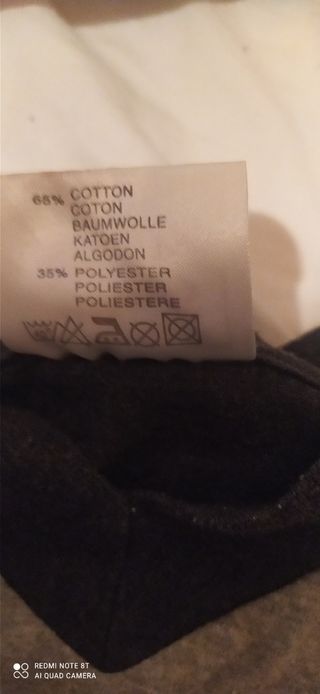 65% COTTON
COTON
BAUMWOLLE
KATOEN
ALGODON
35% POLYESTER
POLIESTER
POLIESTERE
REDMI NOTE 8T
AI QUAD CAMERA